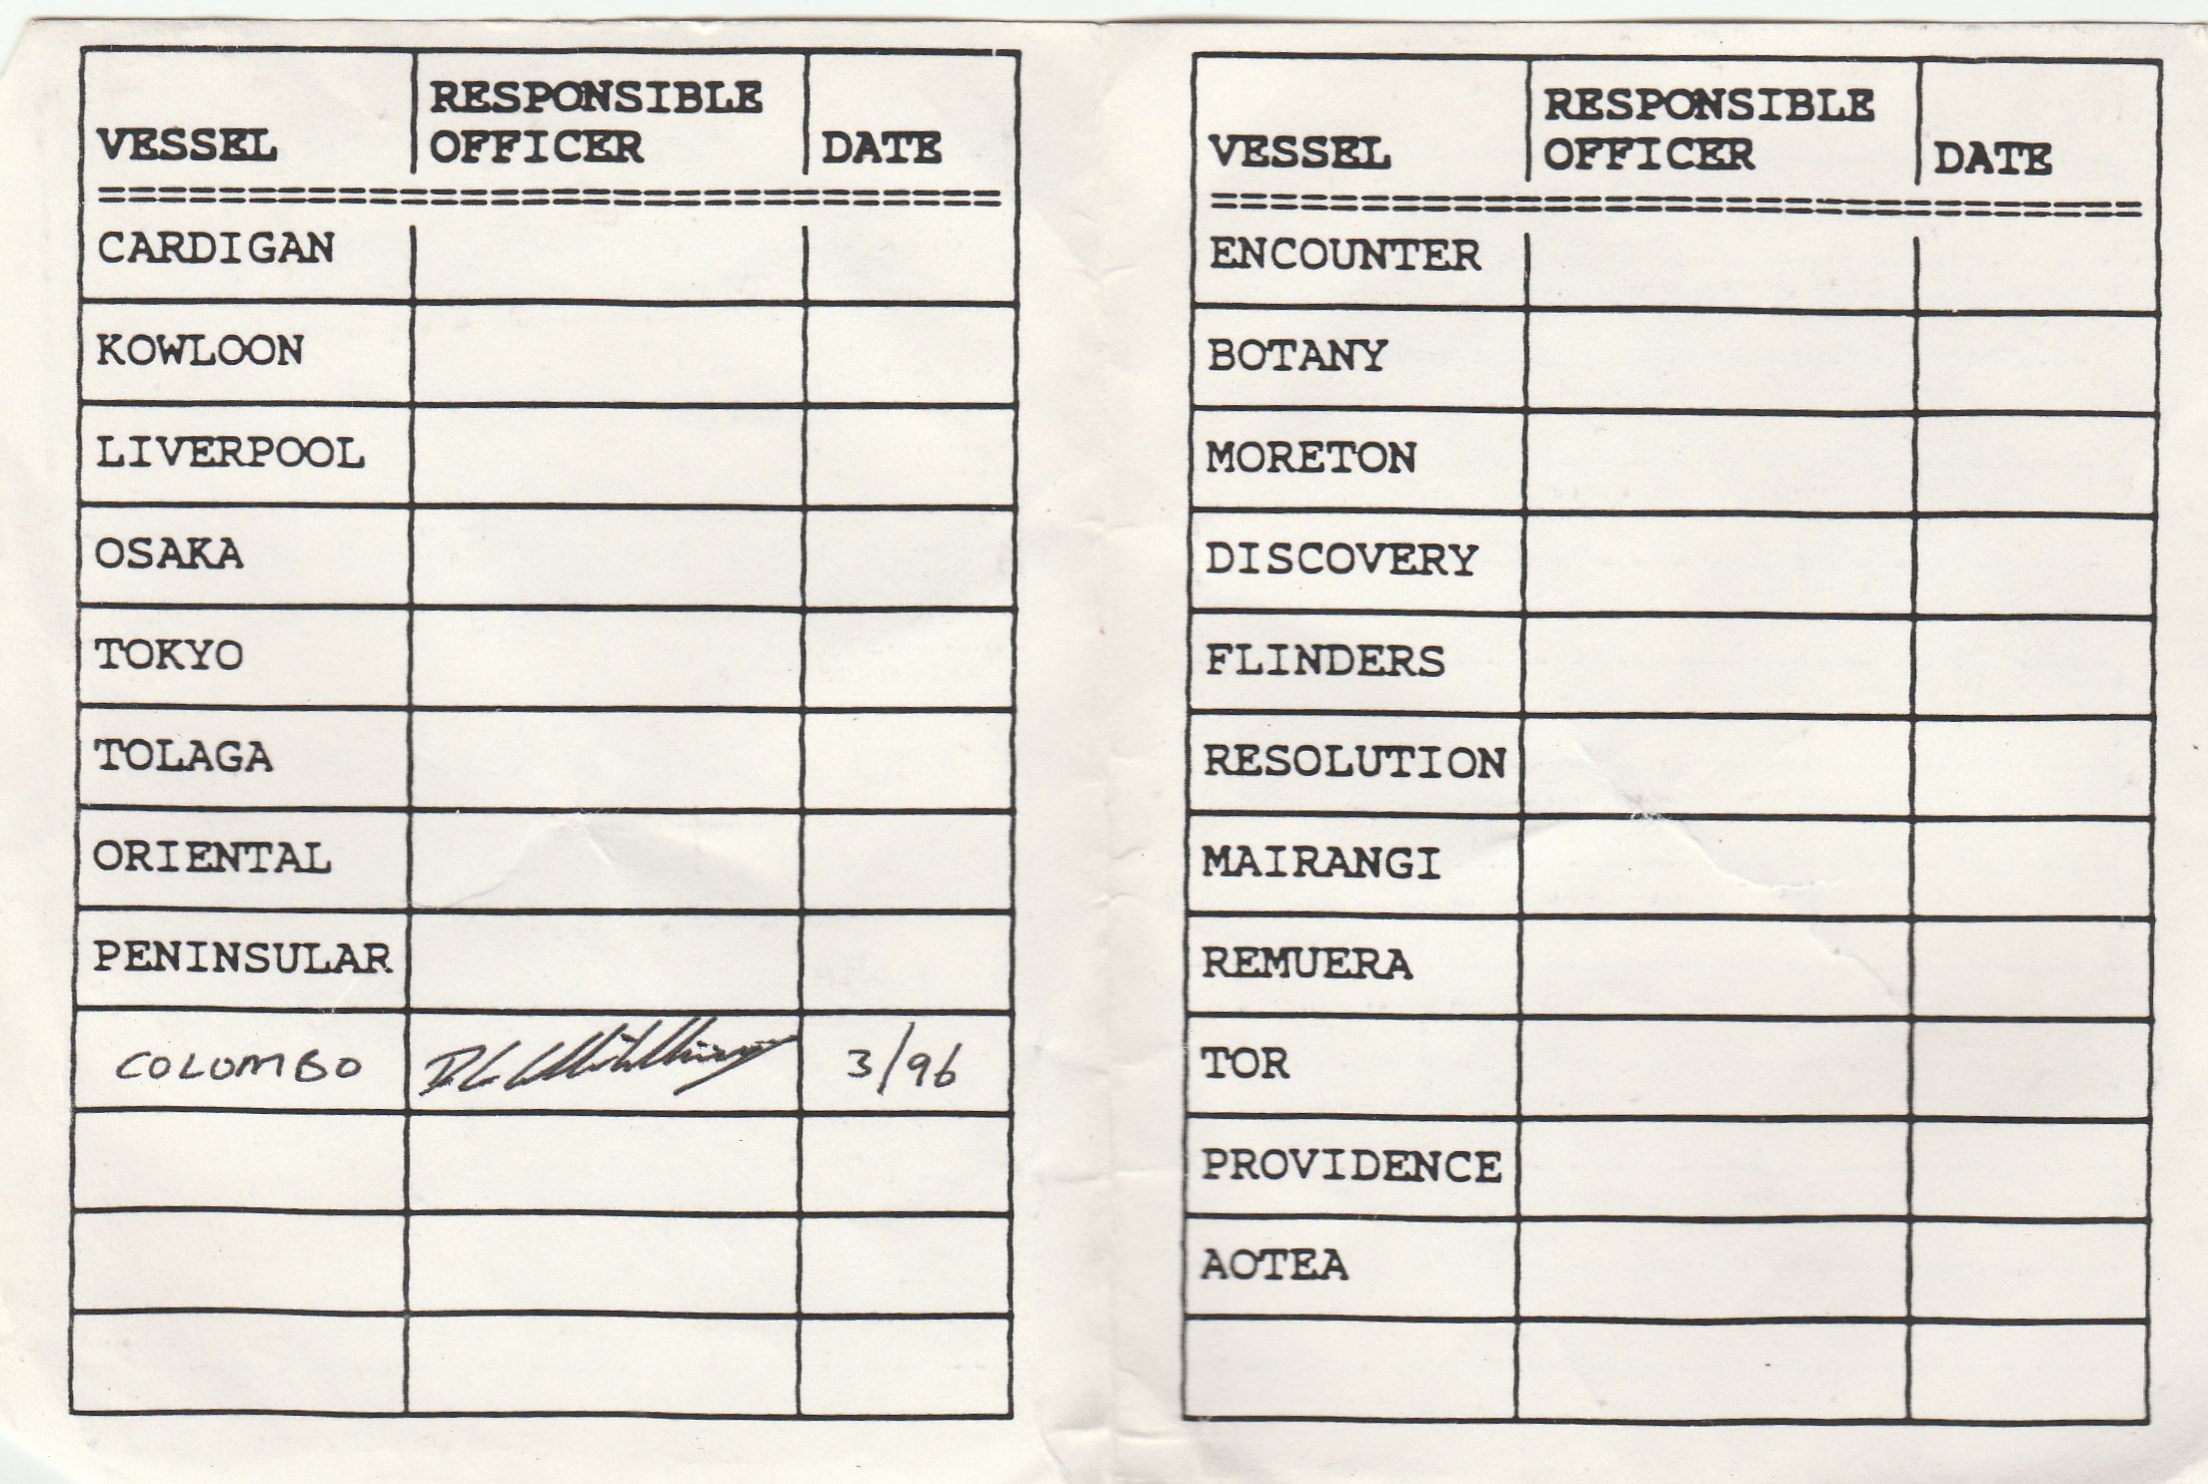 VESSEL RESPONSIBLE OFFICER DATE
================================
CARDIGAN
KOWLOON
LIVERPOOL
OSAKA
TOKYO
TOLAGA
ORIENTAL
PENINSULAR
COLOMBO 3/96
VESSEL RESPONSIBLE OFFICER DATE
================================
ENCOUNTER
BOTANY
MORETON
DISCOVERY
FLINDERS
RESOLUTION
MAIRANGI
REMUERA
TOR
PROVIDENCE
AOTEA